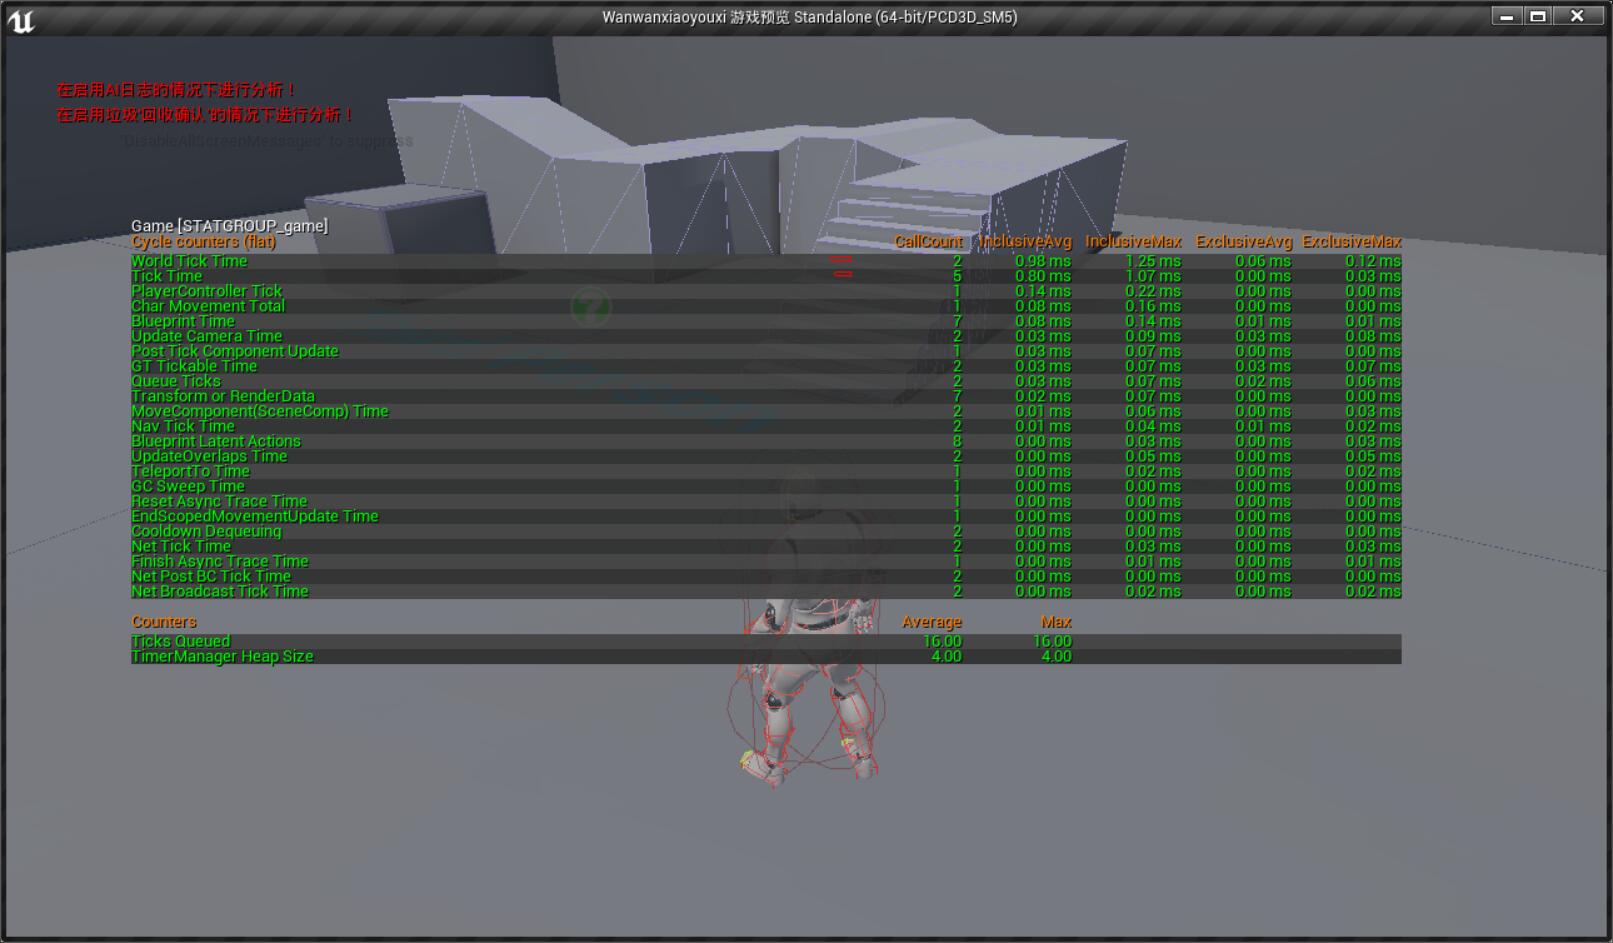 Wanwanxiaoyouxi 游戏预览 Standalone (64-bit/PCD3D_SM5)
在启用AI日志的情况下进行分析！
在启用垃圾'回收确认'的情况下进行分析！
'DisableAllScreenMessages' to suppress
Game [STATGROUP_game]
Cycle counters (flat) CallCount InclusiveAvg InclusiveMax ExclusiveAvg ExclusiveMax
World Tick Time 2 0.98 ms 1.25 ms 0.06 ms 0.12 ms
Tick Time 5 0.80 ms 1.07 ms 0.00 ms 0.03 ms
PlayerController Tick 1 0.14 ms 0.22 ms 0.00 ms 0.00 ms
Char Movement Total 1 0.08 ms 0.16 ms 0.00 ms 0.00 ms
Blueprint Time 7 0.08 ms 0.14 ms 0.01 ms 0.01 ms
Update Camera Time 2 0.03 ms 0.09 ms 0.03 ms 0.08 ms
Post Tick Component Update 1 0.03 ms 0.07 ms 0.00 ms 0.00 ms
GT Tickable Time 2 0.03 ms 0.07 ms 0.03 ms 0.07 ms
Queue Ticks 2 0.03 ms 0.07 ms 0.02 ms 0.06 ms
Transform or RenderData 7 0.02 ms 0.07 ms 0.00 ms 0.00 ms
MoveComponent(SceneComp) Time 2 0.01 ms 0.06 ms 0.00 ms 0.03 ms
Nav Tick Time 2 0.01 ms 0.04 ms 0.01 ms 0.02 ms
Blueprint Latent Actions 8 0.00 ms 0.03 ms 0.00 ms 0.03 ms
UpdateOverlaps Time 2 0.00 ms 0.05 ms 0.00 ms 0.05 ms
TeleportTo Time 1 0.00 ms 0.02 ms 0.00 ms 0.02 ms
GC Sweep Time 1 0.00 ms 0.00 ms 0.00 ms 0.00 ms
Reset Async Trace Time 1 0.00 ms 0.00 ms 0.00 ms 0.00 ms
EndScopedMovementUpdate Time 1 0.00 ms 0.00 ms 0.00 ms 0.00 ms
Cooldown Dequeuing 2 0.00 ms 0.00 ms 0.00 ms 0.00 ms
Net Tick Time 2 0.00 ms 0.03 ms 0.00 ms 0.03 ms
Finish Async Trace Time 1 0.00 ms 0.01 ms 0.00 ms 0.01 ms
Net Post BC Tick Time 2 0.00 ms 0.00 ms 0.00 ms 0.00 ms
Net Broadcast Tick Time 2 0.00 ms 0.02 ms 0.00 ms 0.02 ms
Counters Average Max
Ticks Queued 16.00 16.00
TimerManager Heap Size 4.00 4.00